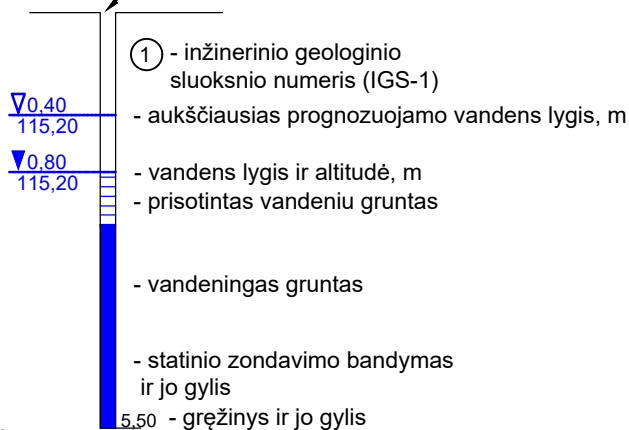 1 - inžinerinio geologinio
sluoksnio numeris (IGS-1)
0,40
115,20
- aukščiausias prognozuojamo vandens lygis, m
0,80
115,20
- vandens lygis ir altitudė, m
- prisotintas vandeniu gruntas
- vandeningas gruntas
- statinio zondavimo bandymas
ir jo gylis
5,50 - gręžinys ir jo gylis